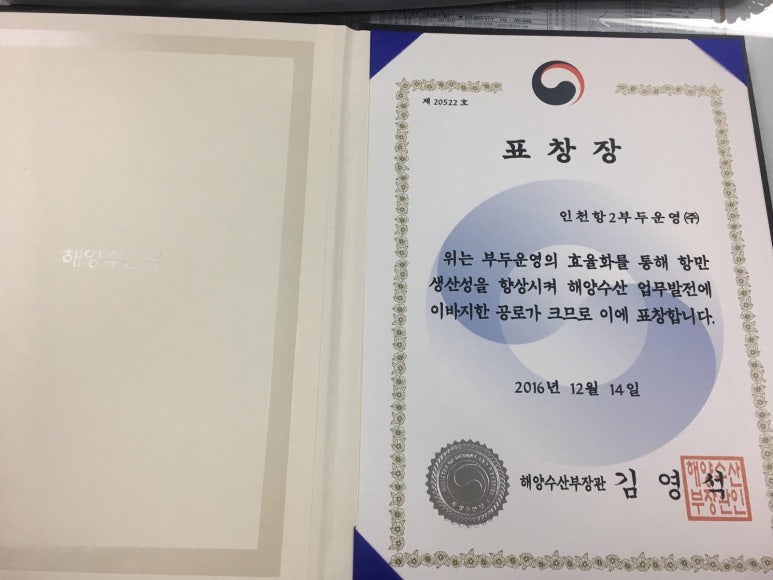 해양수산부
제 20522 호
표 창 장
인천항2부두운영㈜
위는 부두운영의 효율화를 통해 항만
생산성을 향상시켜 해양수산 업무발전에
이바지한 공로가 크므로 이에 표창합니다.
2016년 12월 14일
해양수산부장관 김 영 석
해양수산
부장관인